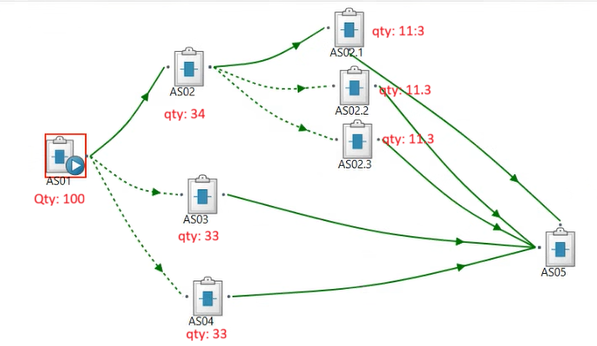 AS02.1
qty: 11:3
AS02
qty: 34
AS02.2
qty: 11.3
AS02.3
qty: 11.3
AS01
Qty: 100
AS03
qty: 33
AS04
qty: 33
AS05